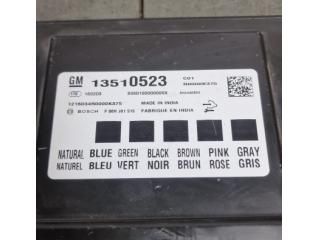 GM 13510523 C01
160203
MADE IN INDIA
BOSCH FABRIQUE EN INDIA
NATURAL BLUE GREEN BLACK BROWN PINK GRAY
NATUREL BLEU VERT NOIR BRUN ROSE GRIS